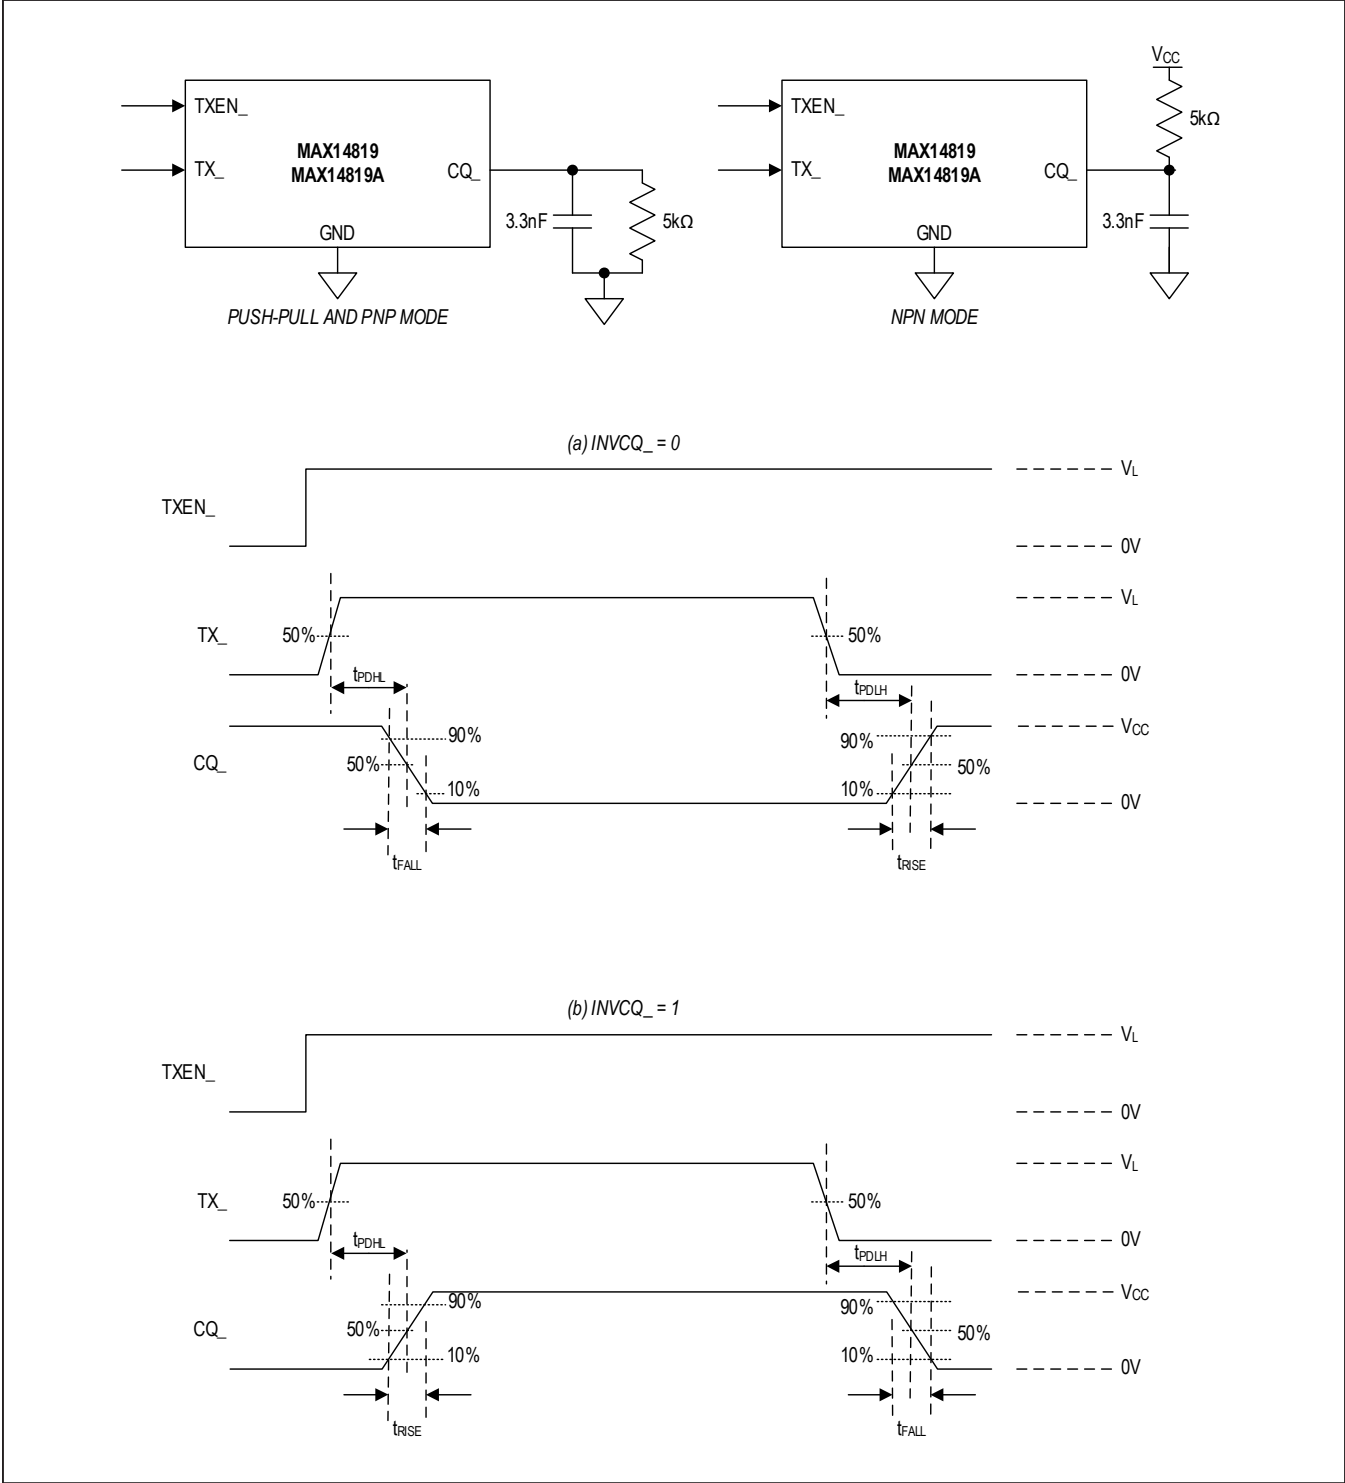 VCC
TXEN_
MAX14819
MAX14819A
TX_
CQ_
3.3nF
5kΩ
GND
PUSH-PULL AND PNP MODE
TXEN_
MAX14819
MAX14819A
TX_
CQ_
5kΩ
3.3nF
GND
NPN MODE
(a) INVCQ_ = 0
TXEN_
VL
0V
TX_
50%
50%
VL
0V
tPDHL
tPDLH
CQ_
90%
50%
10%
90%
50%
10%
VCC
0V
tFALL
tRISE
(b) INVCQ_ = 1
TXEN_
VL
0V
TX_
50%
50%
VL
0V
tPDHL
tPDLH
CQ_
90%
50%
10%
90%
50%
10%
VCC
0V
tRISE
tFALL